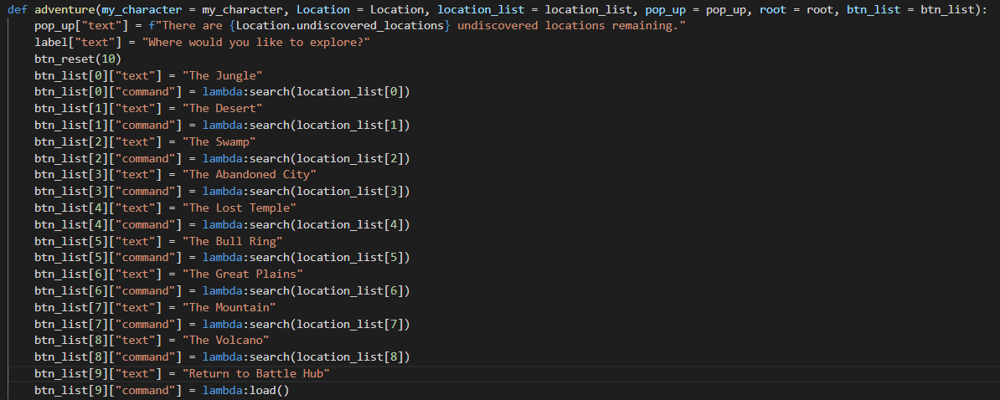 def adventure(my_character = my_character, Location = Location, location_list = location_list, pop_up = pop_up, root = root, btn_list = btn_list):
    pop_up["text"] = f"There are {Location.undiscovered_locations} undiscovered locations remaining."
    label["text"] = "Where would you like to explore?"
    btn_reset(10)
    btn_list[0]["text"] = "The Jungle"
    btn_list[0]["command"] = lambda:search(location_list[0])
    btn_list[1]["text"] = "The Desert"
    btn_list[1]["command"] = lambda:search(location_list[1])
    btn_list[2]["text"] = "The Swamp"
    btn_list[2]["command"] = lambda:search(location_list[2])
    btn_list[3]["text"] = "The Abandoned City"
    btn_list[3]["command"] = lambda:search(location_list[3])
    btn_list[4]["text"] = "The Lost Temple"
    btn_list[4]["command"] = lambda:search(location_list[4])
    btn_list[5]["text"] = "The Bull Ring"
    btn_list[5]["command"] = lambda:search(location_list[5])
    btn_list[6]["text"] = "The Great Plains"
    btn_list[6]["command"] = lambda:search(location_list[6])
    btn_list[7]["text"] = "The Mountain"
    btn_list[7]["command"] = lambda:search(location_list[7])
    btn_list[8]["text"] = "The Volcano"
    btn_list[8]["command"] = lambda:search(location_list[8])
    btn_list[9]["text"] = "Return to Battle Hub"
    btn_list[9]["command"] = lambda:load()